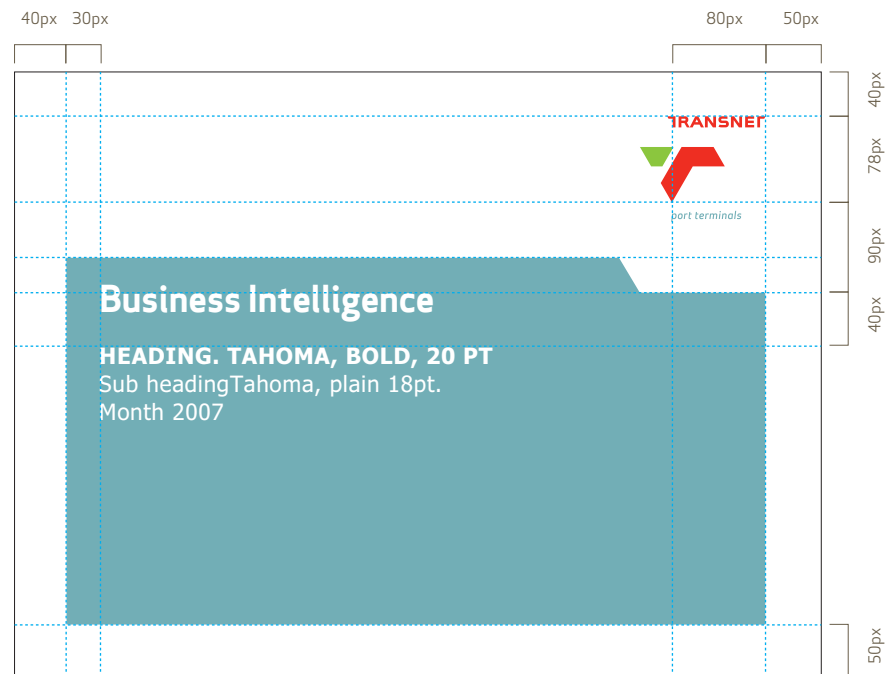 40px 30px 80px 50px
40px
TRANSNET
78px
port terminals
90px
Business Intelligence
40px
HEADING. TAHOMA, BOLD, 20 PT
Sub headingTahoma, plain 18pt.
Month 2007
50px